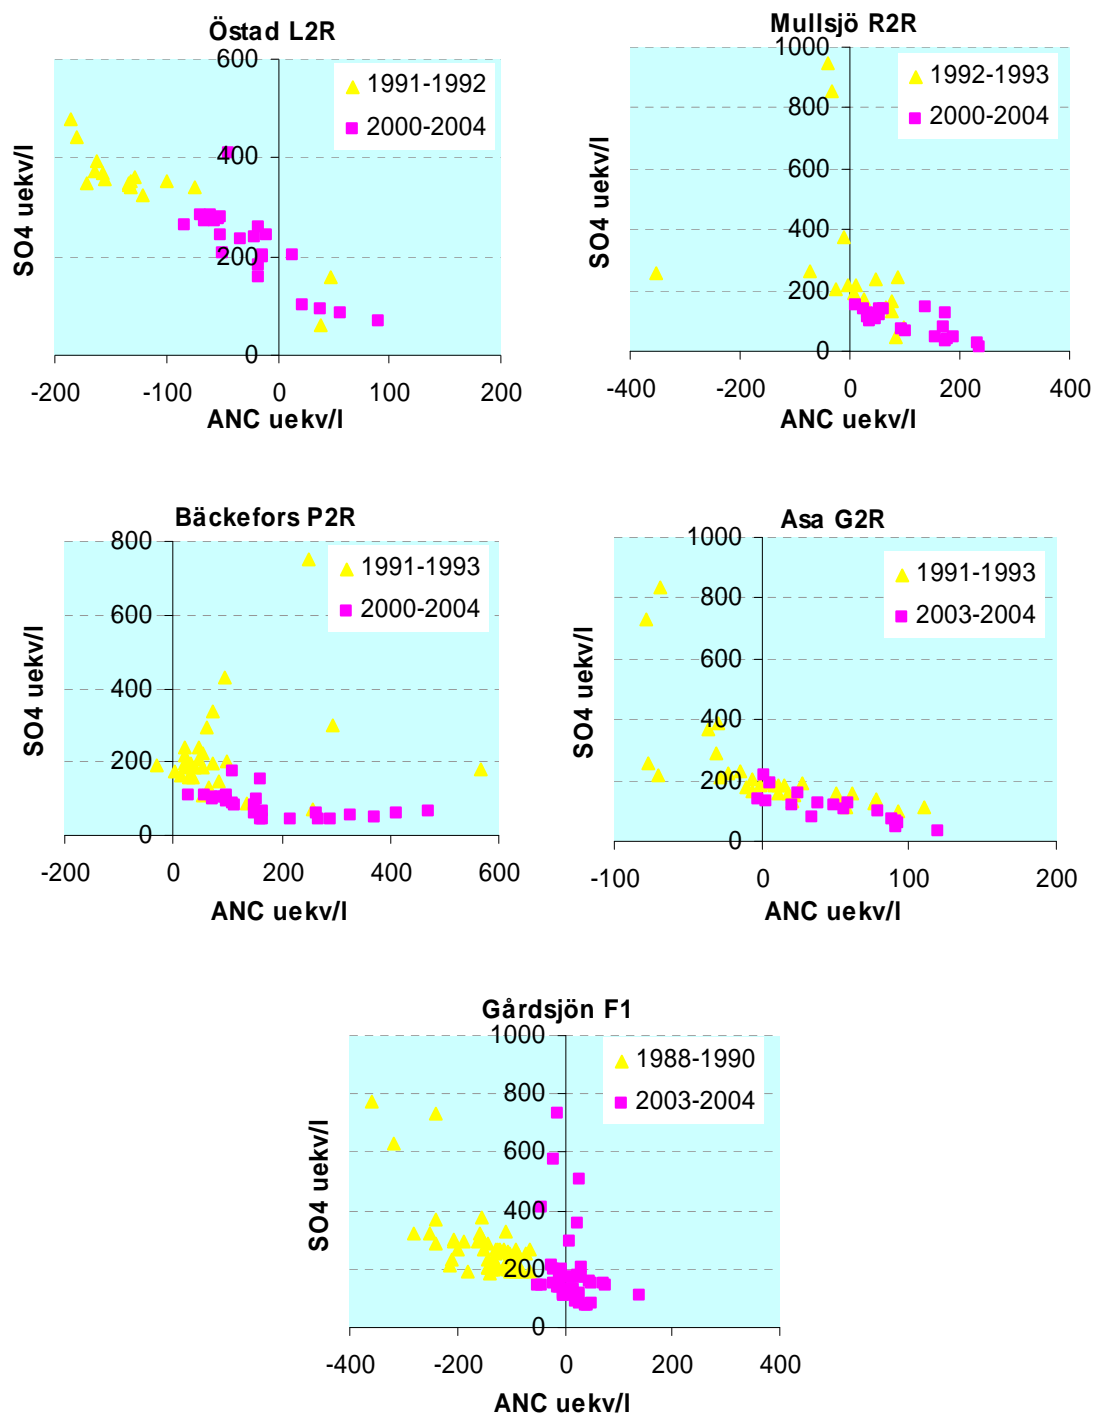 Östad L2R
600
400
200
0
-200 -100 0 100 200
SO4 uekv/l
ANC uekv/l
1991-1992
2000-2004
Mullsjö R2R
1000
800
600
400
200
0
-400 -200 0 200 400
SO4 uekv/l
ANC uekv/l
1992-1993
2000-2004
Bäckefors P2R
800
600
400
200
0
-200 0 200 400 600
SO4 uekv/l
ANC uekv/l
1991-1993
2000-2004
Asa G2R
1000
800
600
400
200
0
-100 0 100 200
SO4 uekv/l
ANC uekv/l
1991-1993
2003-2004
Gårdsjön F1
1000
800
600
400
200
0
-400 -200 0 200 400
SO4 uekv/l
ANC uekv/l
1988-1990
2003-2004